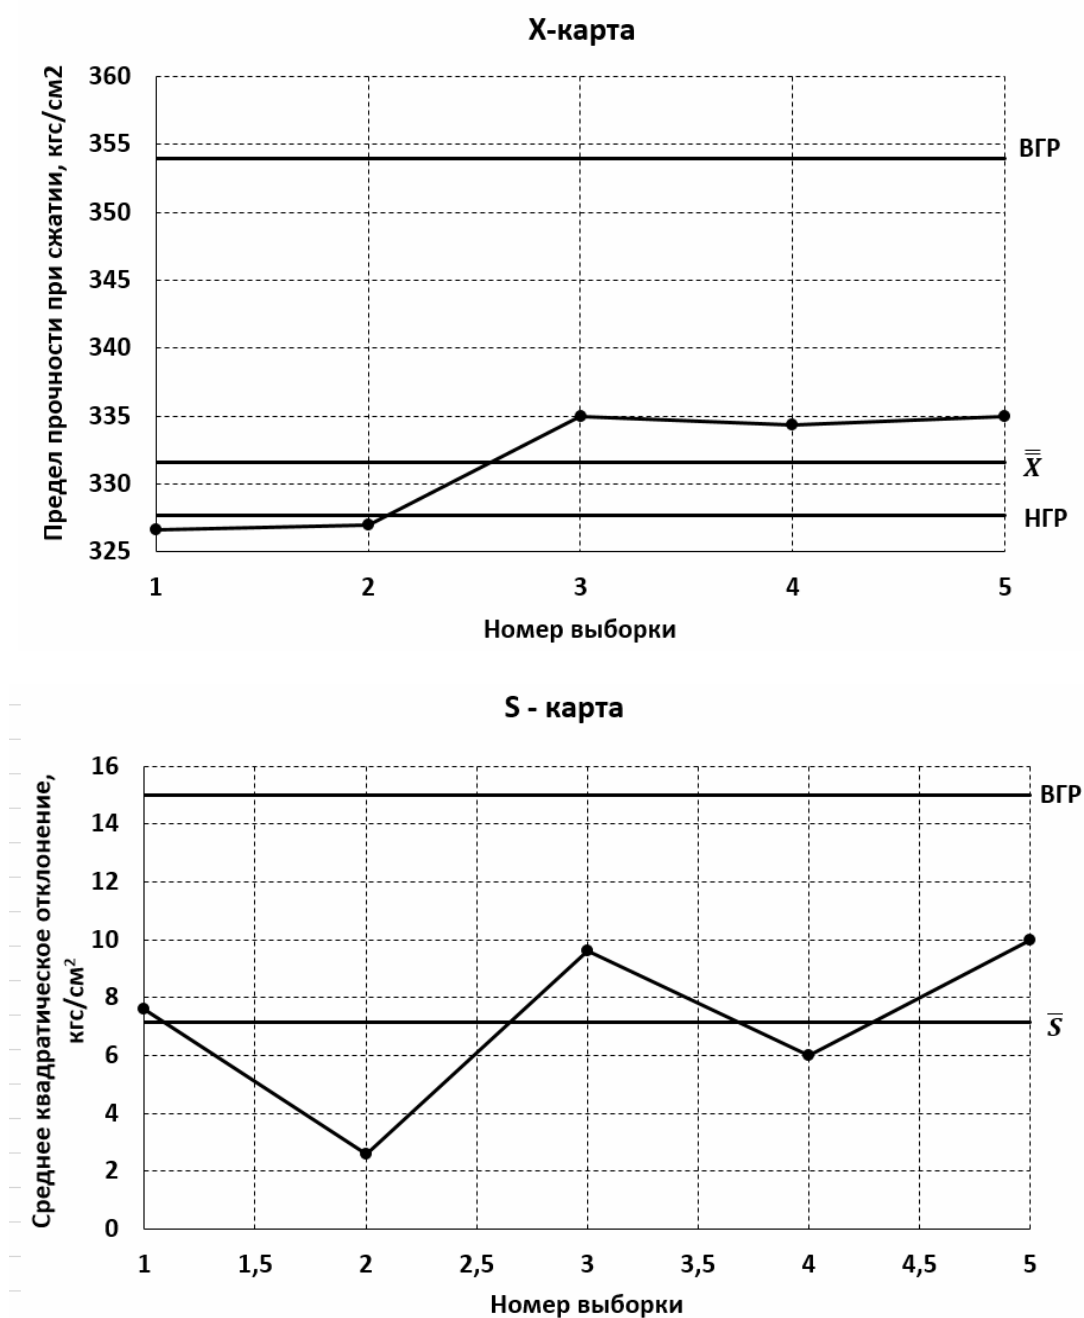 X-карта
Предел прочности при сжатии, кгс/см2
360
355
350
345
340
335
330
325
ВГР
X
НГР
1 2 3 4 5
Номер выборки
S - карта
Среднее квадратическое отклонение,
кгс/см²
16
14
12
10
8
6
4
2
0
ВГР
S
1 1,5 2 2,5 3 3,5 4 4,5 5
Номер выборки